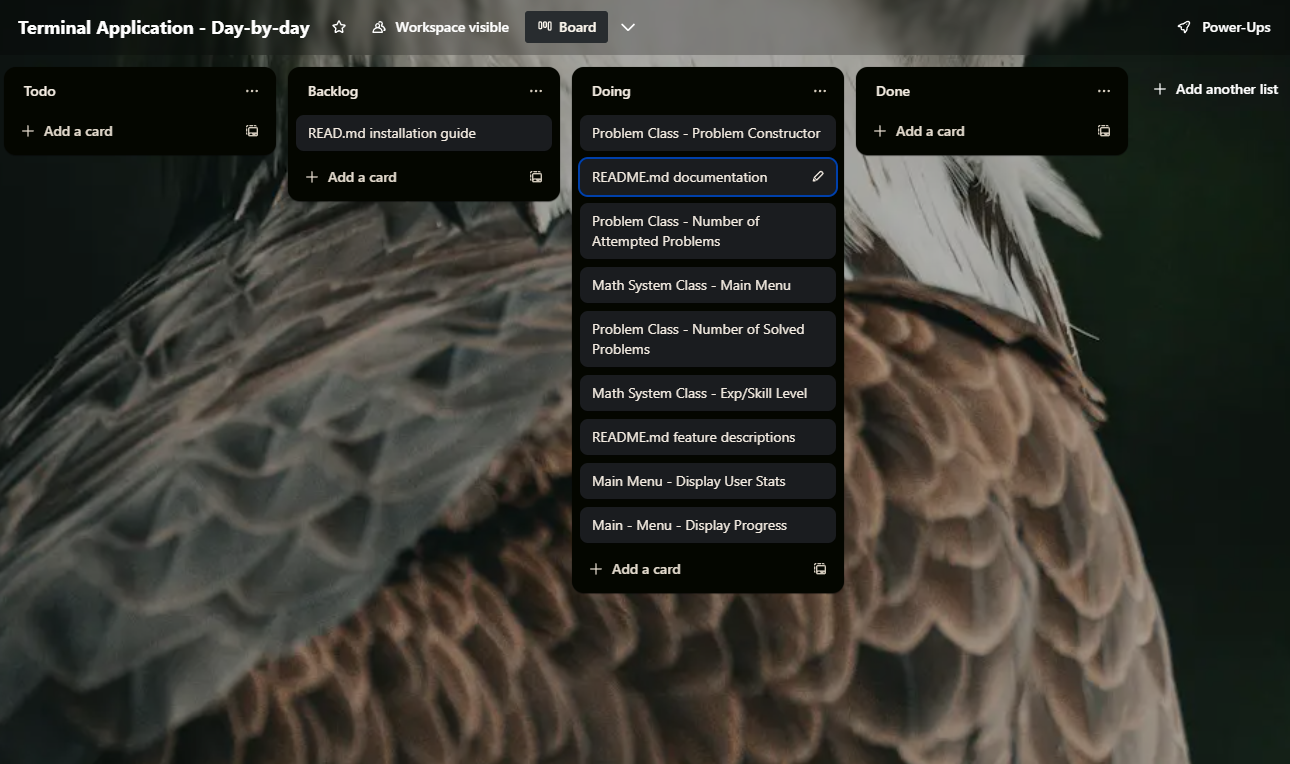 Terminal Application - Day-by-day
Workspace visible
Board
Power-Ups
Todo
Add a card
Backlog
READ.md installation guide
Add a card
Doing
Problem Class - Problem Constructor
README.md documentation
Problem Class - Number of
Attempted Problems
Math System Class - Main Menu
Problem Class - Number of Solved
Problems
Math System Class - Exp/Skill Level
README.md feature descriptions
Main Menu - Display User Stats
Main - Menu - Display Progress
Add a card
Done
Add a card
Add another list